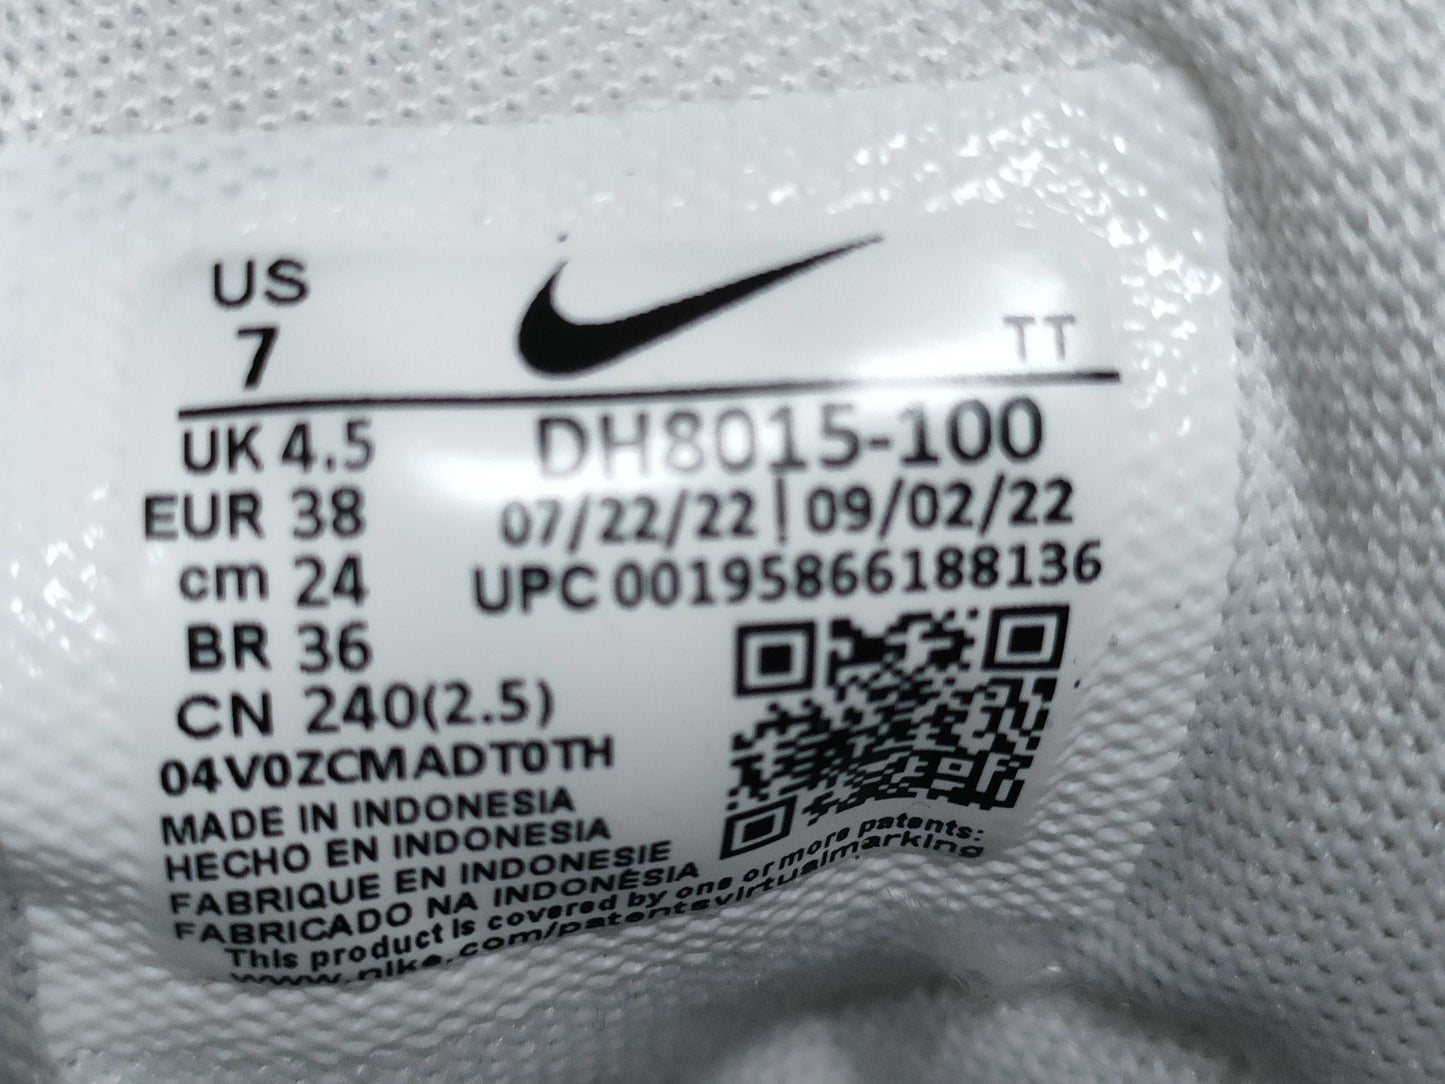 US
7
TT
UK 4.5
DH8015-100
EUR 38
07/22/22 | 09/02/22
cm 24
UPC 00195866188136
BR 36
CN 240(2.5)
04V0ZCMADT0TH
MADE IN INDONESIA
HECHO EN INDONESIA
FABRIQUE EN INDONESIE
FABRICADO NA INDONÉSIA
This product is covered by one or more patents:
www.nike.com/patentsvirtualmarking